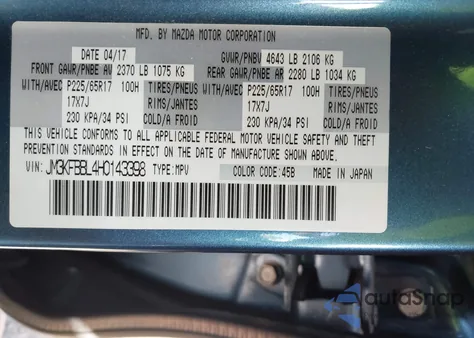 MFD. BY MAZDA MOTOR CORPORATION
DATE 04/17 GVWR/PNBV 4643 LB 2106 KG
FRONT GAWR/PNBE AV 2370 LB 1075 KG REAR GAWR/PNBE AR 2280 LB 1034 KG
WITH/AVEC P225/65R17 100H TIRES/PNEUS WITH/AVEC P225/65R17 100H TIRES/PNEUS
17X7J RIMS/JANTES 17X7J RIMS/JANTES
230 KPA/34 PSI COLD/A FROID 230 KPA/34 PSI COLD/A FROID
THIS VEHICLE CONFORMS TO ALL APPLICABLE FEDERAL MOTOR VEHICLE SAFETY AND THEFT
PREVENTION STANDARDS IN EFFECT ON THE DATE OF MANUFACTURE SHOWN ABOVE.
VIN: JM3KFBBL4H0143398 TYPE:MPV COLOR CODE:45B MADE IN JAPAN
AutoSnap